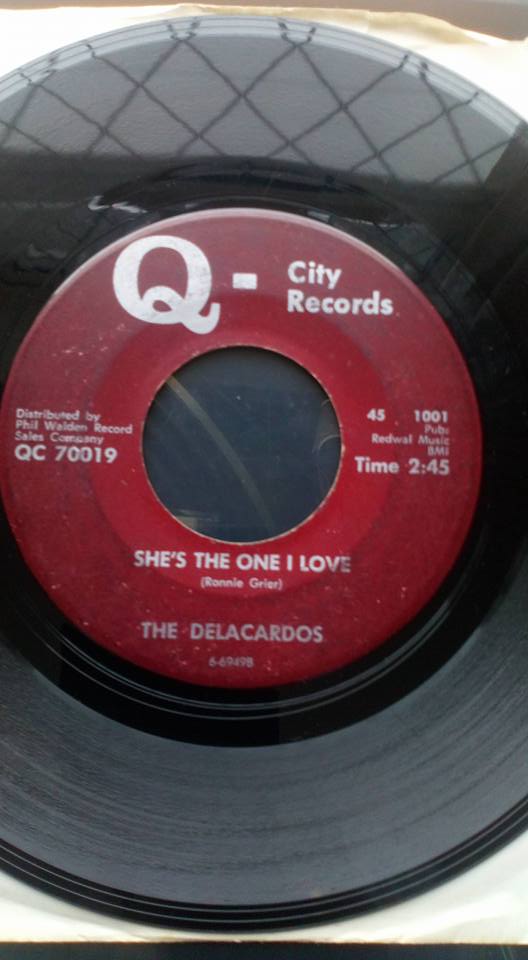 Q- City
Records
Distributed by
Phil Walden Record
Sales Company
QC 70019
45 1001
Pub:
Redwal Music
BMI
Time 2:45
SHE'S THE ONE I LOVE
(Ronnie Grier)
THE DELACARDOS
6-6949B